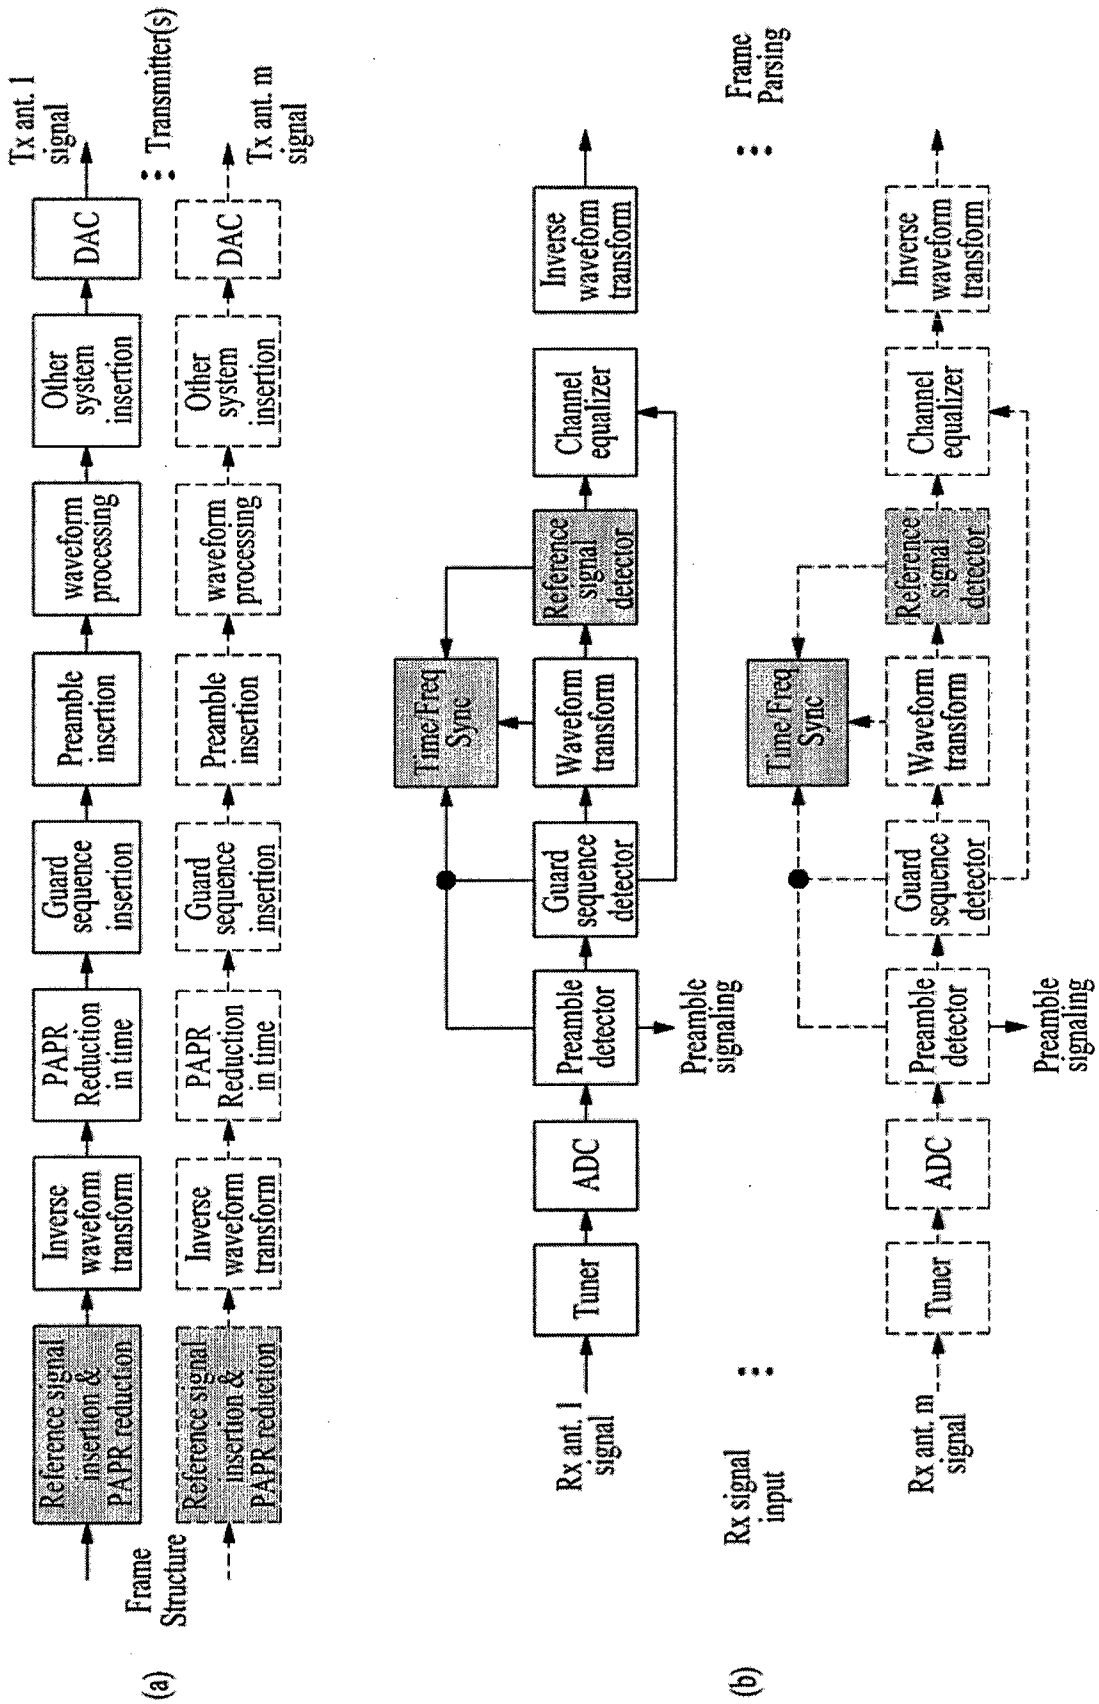 (a)
Frame
Structure
Reference signal
insertion &
PAPR reduction
Inverse
waveform
transform
PAPR
Reduction
in time
Guard
sequence
insertion
Preamble
insertion
waveform
processing
Other
system
insertion
DAC
Tx ant. 1
signal
Transmitter(s)
Reference signal
insertion &
PAPR reduction
Inverse
waveform
transform
PAPR
Reduction
in time
Guard
sequence
insertion
Preamble
insertion
waveform
processing
Other
system
insertion
DAC
Tx ant. m
signal
(b)
Rx signal
input
Rx ant. 1
signal
Tuner
ADC
Preamble
detector
Preamble
signaling
Guard
sequence
detector
Time/Freq
Sync
Waveform
transform
Reference
signal
detector
Channel
equalizer
Inverse
waveform
transform
Frame
Parsing
Rx ant. m
signal
Tuner
ADC
Preamble
detector
Preamble
signaling
Guard
sequence
detector
Time/Freq
Sync
Waveform
transform
Reference
signal
detector
Channel
equalizer
Inverse
waveform
transform